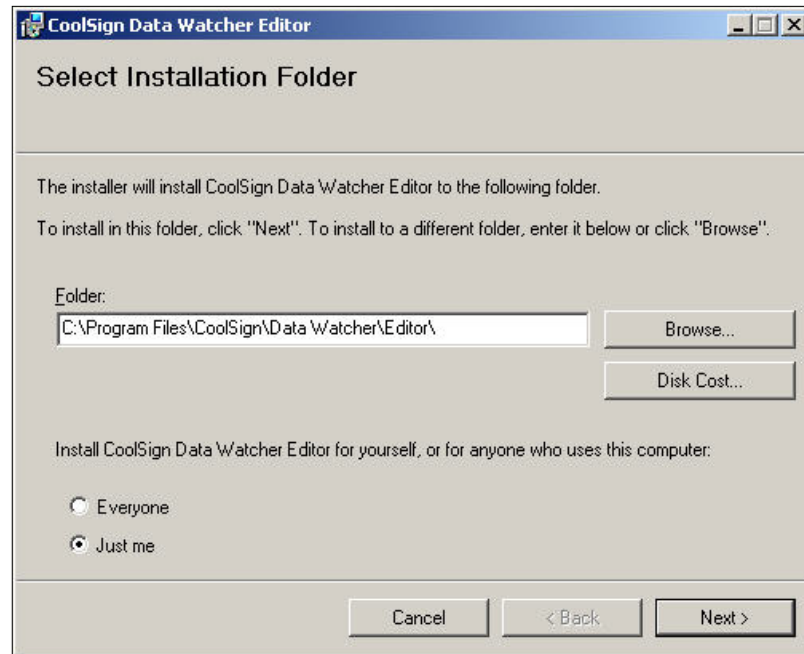 CoolSign Data Watcher Editor
Select Installation Folder
The installer will install CoolSign Data Watcher Editor to the following folder.
To install in this folder, click "Next". To install to a different folder, enter it below or click "Browse".
Folder:
C:\Program Files\CoolSign\Data Watcher\Editor\
Browse...
Disk Cost...
Install CoolSign Data Watcher Editor for yourself, or for anyone who uses this computer:
Everyone
Just me
Cancel
< Back
Next >